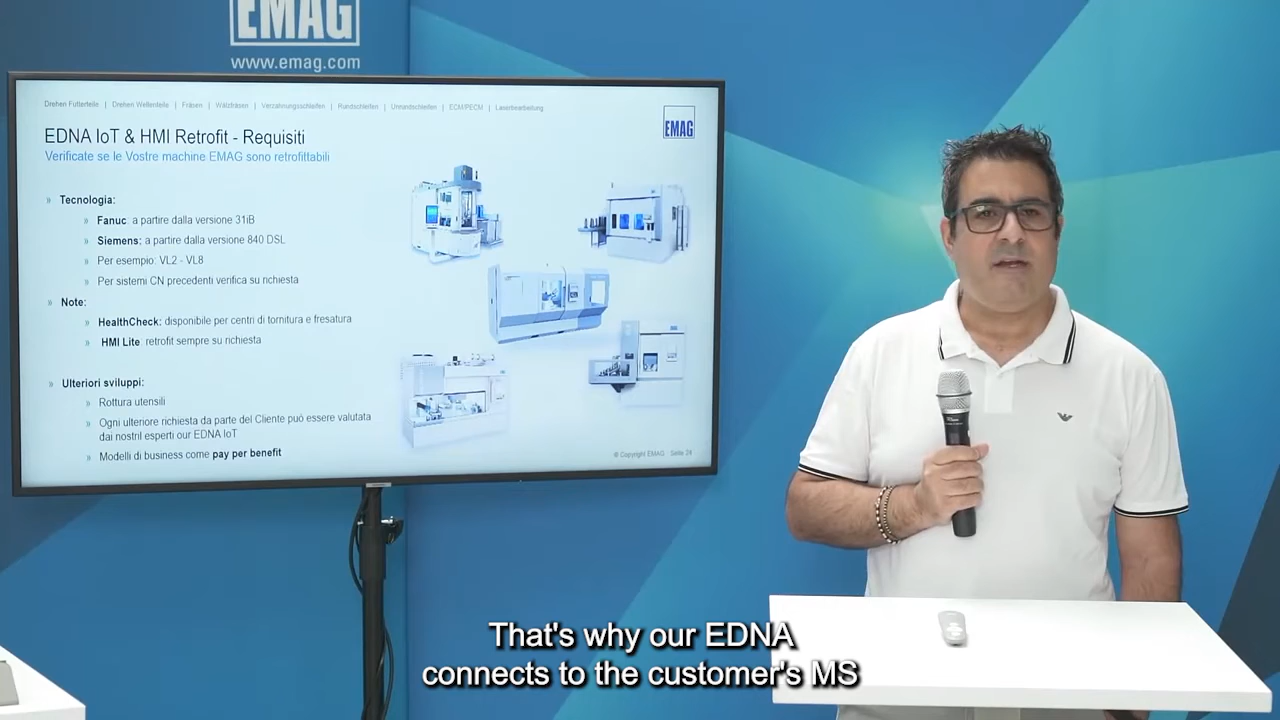 EMAG
www.emag.com
Drehen Futterteile | Drehen Wellenteile | Fräsen | Wälzfräsen | Verzahnungsschleifen | Rundschleifen | Unrundschleifen | ECM/PECM | Laserbearbeitung
EMAG
EDNA IoT & HMI Retrofit - Requisiti
Verificate se le Vostre machine EMAG sono retrofittabili
» Tecnologia:
» Fanuc: a partire dalla versione 31iB
» Siemens: a partire dalla versione 840 DSL
» Per esempio: VL2 - VL8
» Per sistemi CN precedenti verifica su richiesta
» Note:
» HealthCheck: disponibile per centri di tornitura e fresatura
» HMI Lite retrofit sempre su richiesta
» Ulteriori sviluppi:
» Rottura utensili
» Ogni ulteriore richiesta da parte del Cliente può essere valutata
dai nostri esperti our EDNA IoT
» Modelli di business come pay per benefit
© Copyright EMAG · Seite 24
That's why our EDNA
connects to the customer's MS